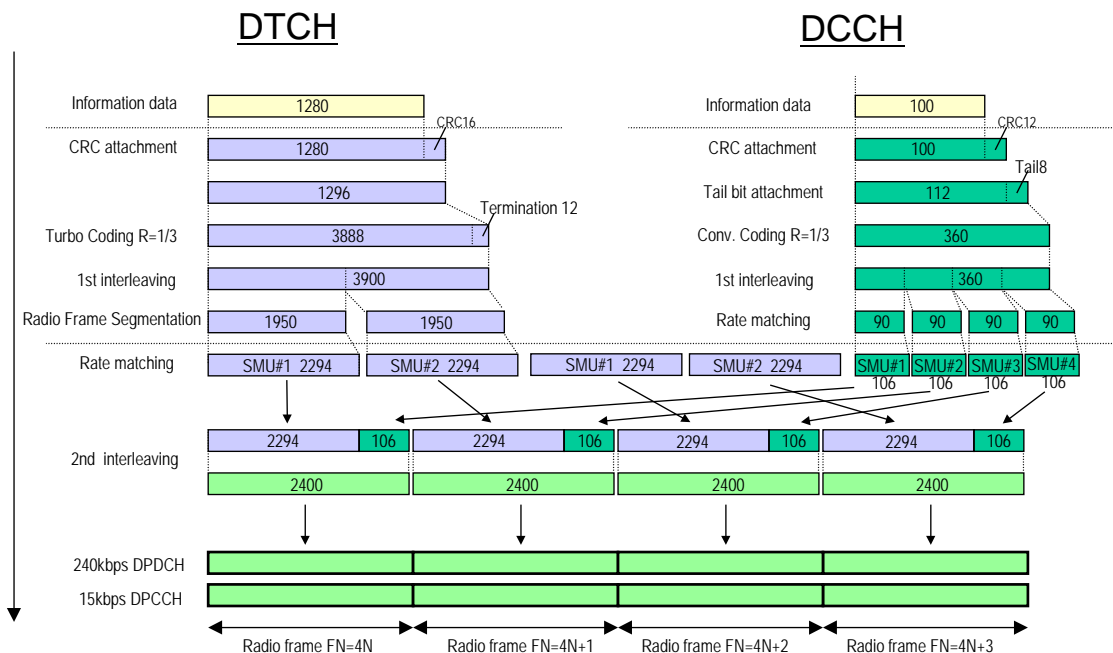 DTCH DCCH
Information data 1280 Information data 100
CRC16 CRC12
CRC attachment 1280 CRC attachment 100
Tail8
1296 Tail bit attachment 112
Termination 12
Turbo Coding R=1/3 3888 Conv. Coding R=1/3 360
1st interleaving 3900 1st interleaving 360
Radio Frame Segmentation 1950 1950 Rate matching 90 90 90 90
Rate matching SMU#1 2294 SMU#2 2294 SMU#1 2294 SMU#2 2294 SMU#1 SMU#2 SMU#3 SMU#4
106 106 106 106
2294 106 2294 106 2294 106 2294 106
2nd interleaving
2400 2400 2400 2400
240kbps DPDCH
15kbps DPCCH
Radio frame FN=4N Radio frame FN=4N+1 Radio frame FN=4N+2 Radio frame FN=4N+3